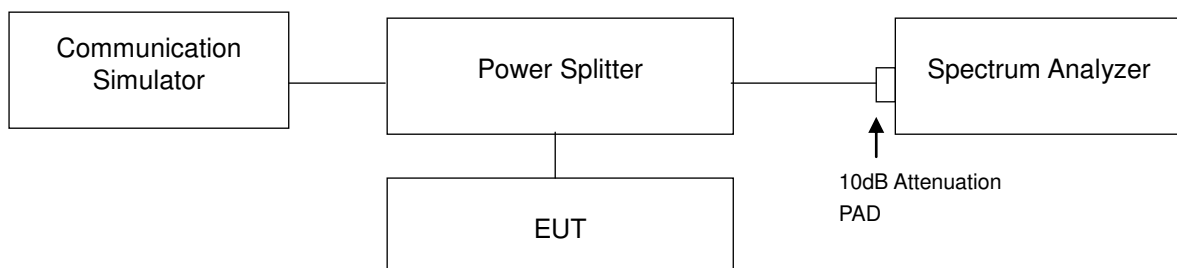 Communication
Simulator
Power Splitter
Spectrum Analyzer
10dB Attenuation
PAD
EUT